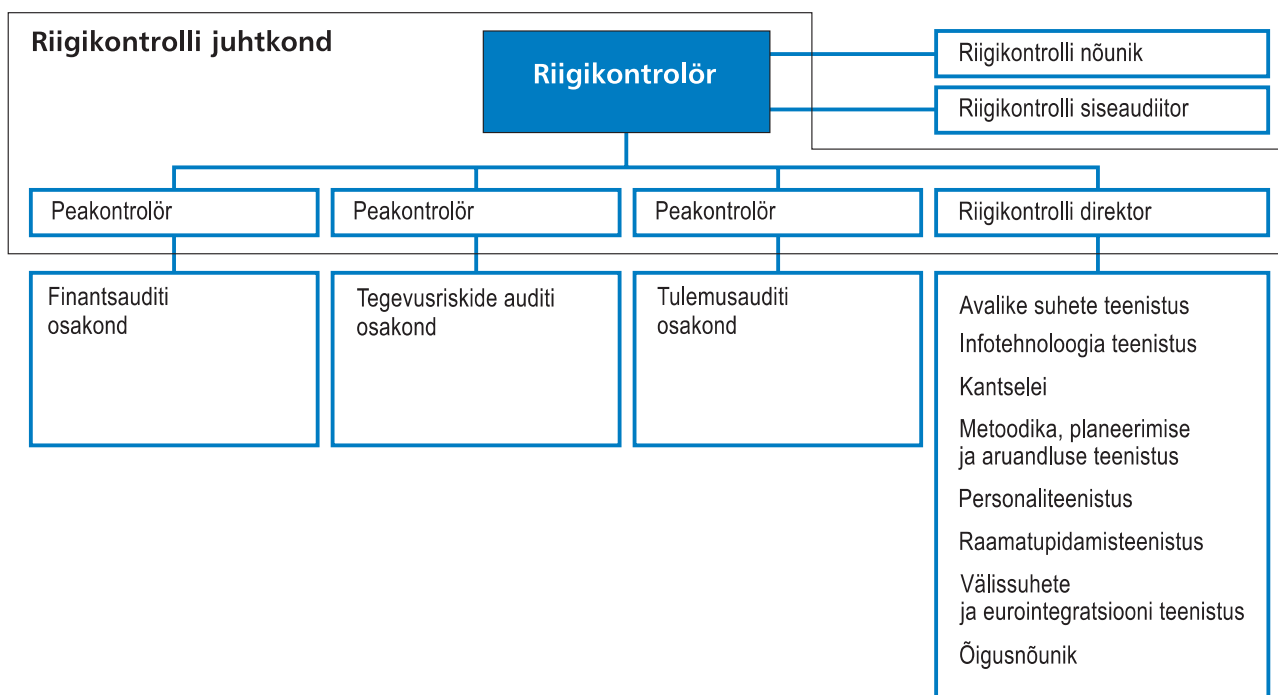 Riigikontrolli juhtkond
Riigikontrolör
Riigikontrolli nõunik
Riigikontrolli siseaudiitor
Peakontrolör
Peakontrolör
Peakontrolör
Riigikontrolli direktor
Finantsauditi
osakond
Tegevusriskide auditi
osakond
Tulemusauditi
osakond
Avalike suhete teenistus
Infotehnoloogia teenistus
Kantselei
Metoodika, planeerimise
ja aruandluse teenistus
Personaliteenistus
Raamatupidamisteenistus
Välissuhete
ja eurointegratsiooni teenistus
Õigusnõunik